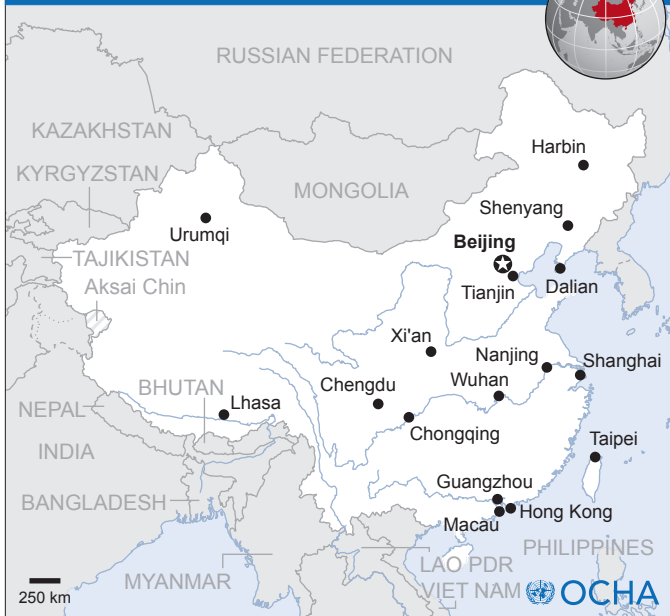 RUSSIAN FEDERATION
KAZAKHSTAN
Harbin
KYRGYZSTAN
MONGOLIA
Shenyang
Urumqi
Beijing
TAJIKISTAN
Aksai Chin
Tianjin
Dalian
Xi'an
Nanjing
Shanghai
BHUTAN
Chengdu
Wuhan
NEPAL
Lhasa
Chongqing
INDIA
Taipei
Guangzhou
BANGLADESH
Macau
Hong Kong
PHILIPPINES
LAO PDR
MYANMAR
VIET NAM
250 km
OCHA